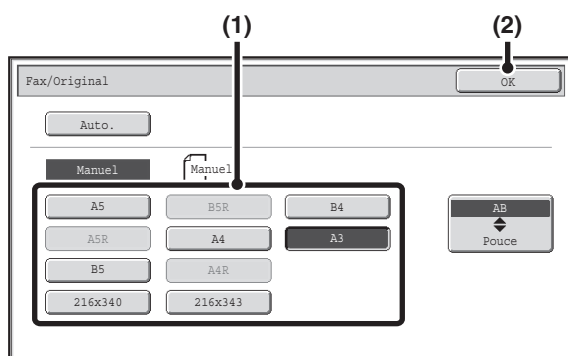 (1) (2)
Fax/Original OK
Auto.
Manuel Manuel
A5 B5R B4 AB
A5R A4 A3 Pouce
B5 A4R
216x340 216x343